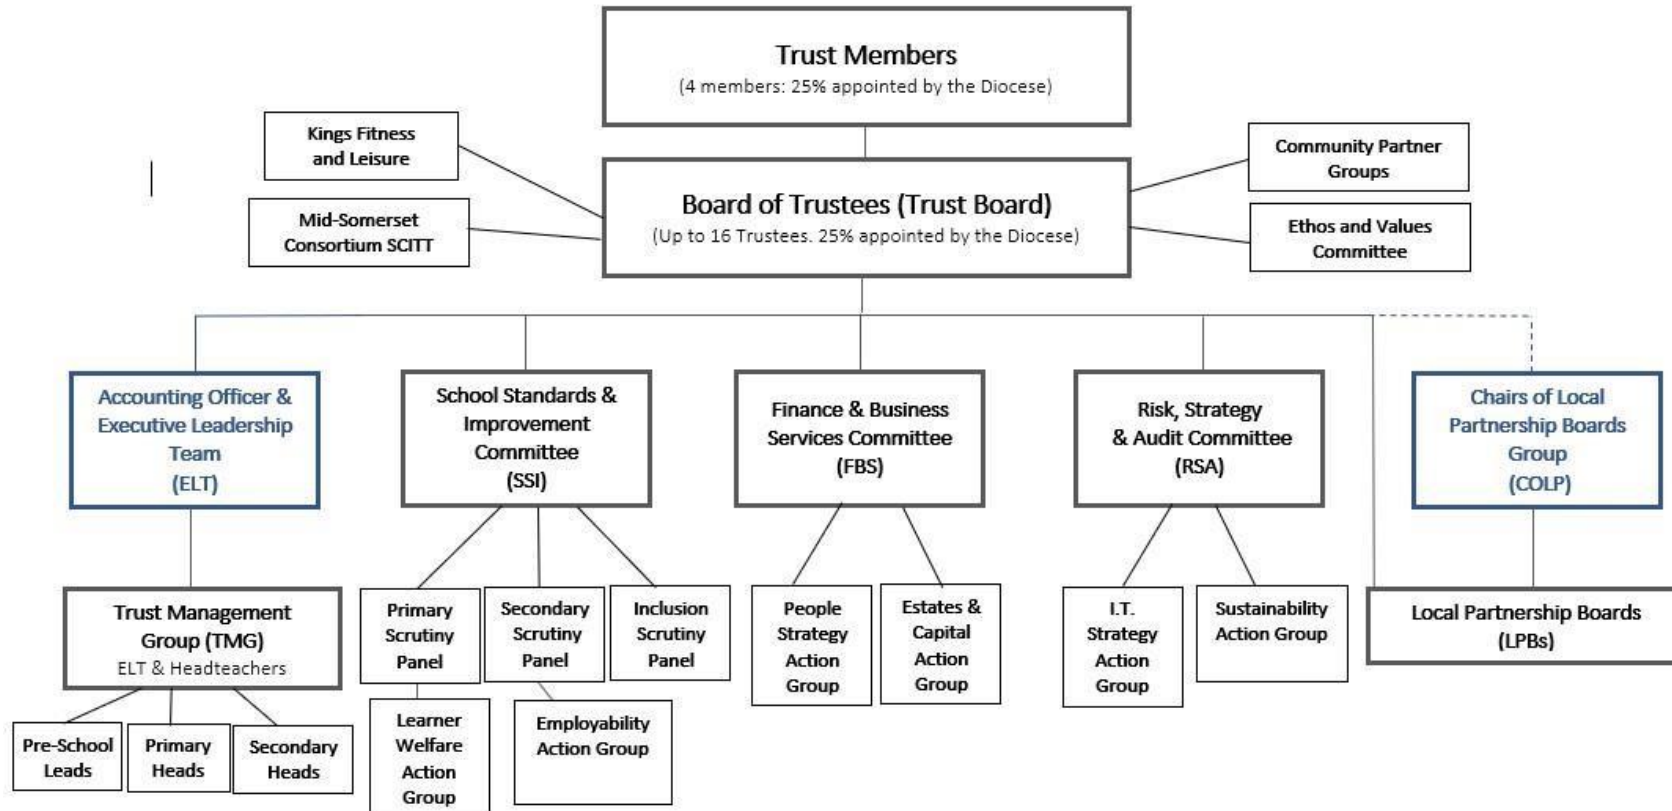 Trust Members
(4 members: 25% appointed by the Diocese)
Kings Fitness
and Leisure
Community Partner
Groups
Board of Trustees (Trust Board)
(Up to 16 Trustees. 25% appointed by the Diocese)
Mid-Somerset
Consortium SCITT
Ethos and Values
Committee
Accounting Officer &
Executive Leadership
Team
(ELT)
School Standards &
Improvement
Committee
(SSI)
Finance & Business
Services Committee
(FBS)
Risk, Strategy
& Audit Committee
(RSA)
Chairs of Local
Partnership Boards
Group
(COLP)
Trust Management
Group (TMG)
ELT & Headteachers
Primary
Scrutiny
Panel
Secondary
Scrutiny
Panel
Inclusion
Scrutiny
Panel
People
Strategy
Action
Group
Estates &
Capital
Action
Group
I.T.
Strategy
Action
Group
Sustainability
Action Group
Local Partnership Boards
(LPBs)
Pre-School
Leads
Primary
Heads
Secondary
Heads
Learner
Welfare
Action
Group
Employability
Action Group